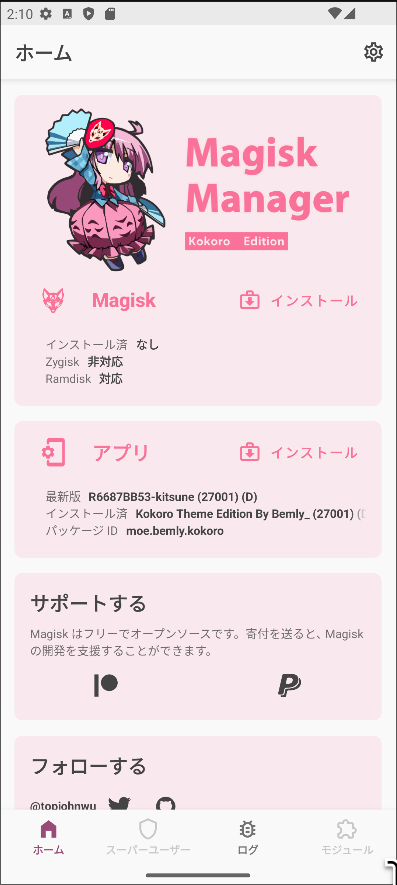 2:10
ホーム
Magisk
Manager
Kokoro Edition
Magisk インストール
インストール済 なし
Zygisk 非対応
Ramdisk 対応
アプリ インストール
最新版 R6687BB53-kitsune (27001) (D)
インストール済 Kokoro Theme Edition By Bemly_ (27001) (D
パッケージ ID moe.bemly.kokoro
サポートする
Magisk はフリーでオープンソースです。寄付を送ると、Magisk
の開発を支援することができます。
フォローする
@topjohnwu
ホーム スーパーユーザー ログ モジュール